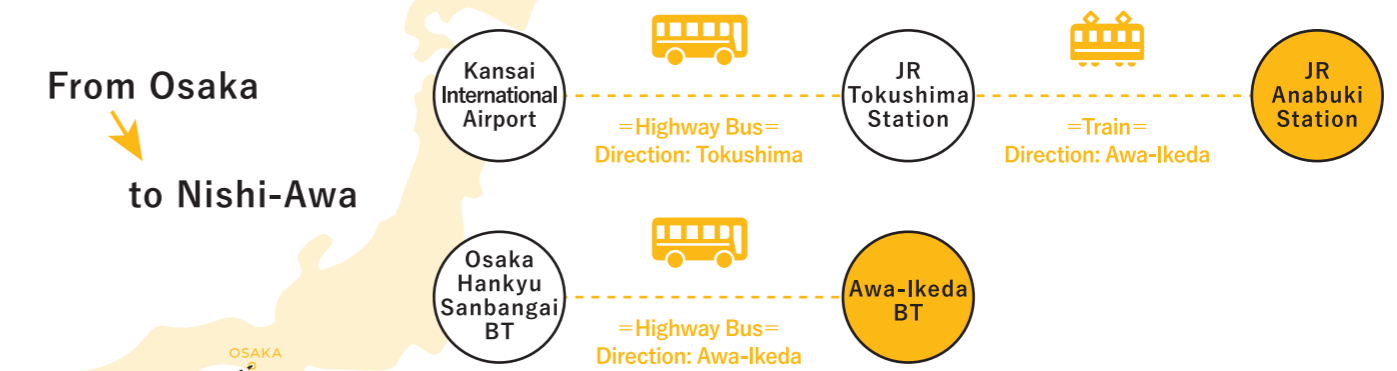 From Osaka
to Nishi-Awa
Kansai
International
Airport
=Highway Bus=
Direction: Tokushima
JR
Tokushima
Station
=Train=
Direction: Awa-Ikeda
JR
Anabuki
Station
Osaka
Hankyu
Sanbangai
BT
=Highway Bus=
Direction: Awa-Ikeda
Awa-Ikeda
BT
OSAKA